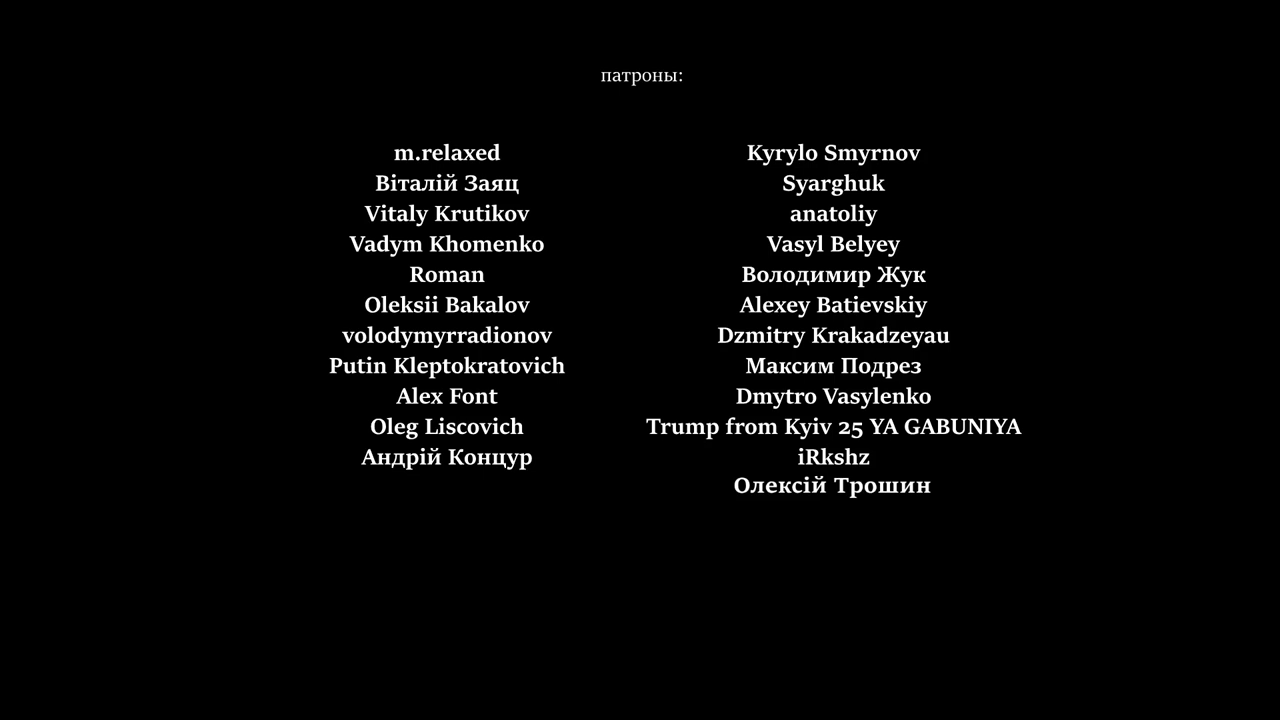 патроны:
m.relaxed
Віталій Заяц
Vitaly Krutikov
Vadym Khomenko
Roman
Oleksii Bakalov
volodymyrradionov
Putin Kleptokratovich
Alex Font
Oleg Liscovich
Андрій Концур
Kyrylo Smyrnov
Syarghuk
anatoliy
Vasyl Belyey
Володимир Жук
Alexey Batievskiy
Dzmitry Krakadzeyau
Максим Подрез
Dmytro Vasylenko
Trump from Kyiv 25 YA GABUNIYA
iRkshz
Олексій Трошин